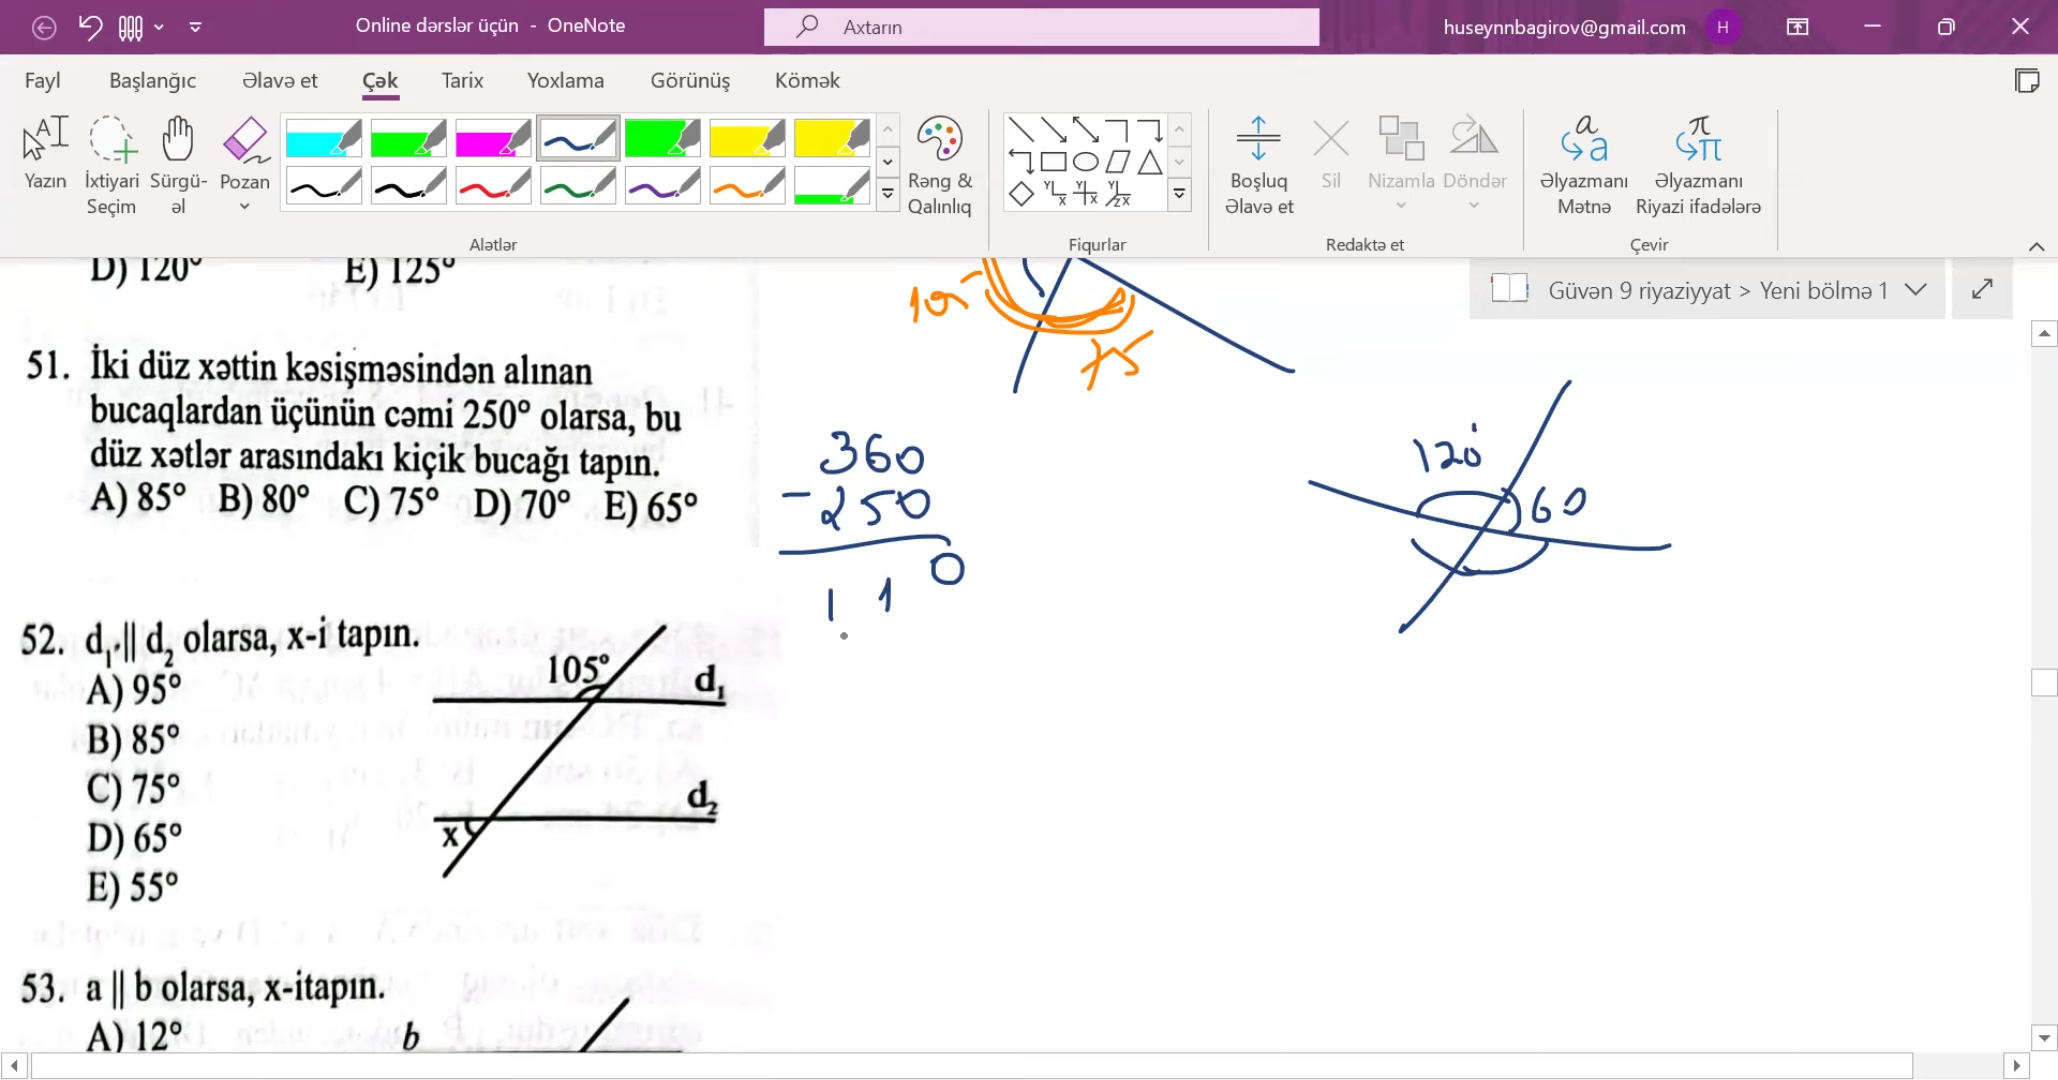 Online dərslər üçün - OneNote
Axtarın
huseynnbagirov@gmail.com
H
Fayl Başlanğıc Əlavə et Çək Tarix Yoxlama Görünüş Kömək
Yazın
İxtiyari Seçim
Sürgü-əl
Pozan
Rəng & Qalınlıq
Boşluq Əlavə et
Sil
Nizamla
Döndər
Əlyazmanı Mətnə
Əlyazmanı Riyazi ifadələrə
Alətlər
Fiqurlar
Redaktə et
Çevir
Güvən 9 riyaziyyat > Yeni bölmə 1
D) 120° E) 125°
75
51. İki düz xəttin kəsişməsindən alınan
bucaqlardan üçünün cəmi 250° olarsa, bu
düz xətlər arasındakı kiçik bucağı tapın.
A) 85° B) 80° C) 75° D) 70° E) 65°
360
- 250
110
120°
60
52. d₁ || d₂ olarsa, x-i tapın.
A) 95°
B) 85°
C) 75°
D) 65°
E) 55°
105°
d₁
d₂
x
53. a || b olarsa, x-i tapın.
A) 12°
b